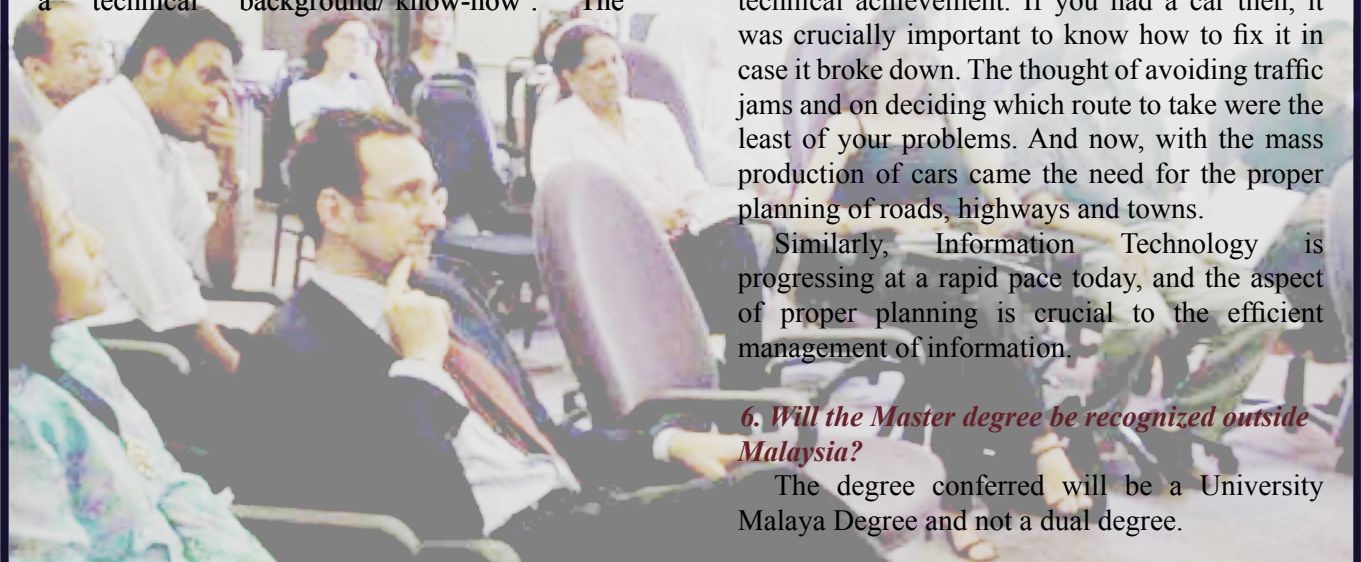 a technical background/"know-how". The
technical achievement. If you had a car then, it
was crucially important to know how to fix it in
case it broke down. The thought of avoiding traffic
jams and on deciding which route to take were the
least of your problems. And now, with the mass
production of cars came the need for the proper
planning of roads, highways and towns.
Similarly, Information Technology is
progressing at a rapid pace today, and the aspect
of proper planning is crucial to the efficient
management of information.
6. Will the Master degree be recognized outside
Malaysia?
The degree conferred will be a University
Malaya Degree and not a dual degree.